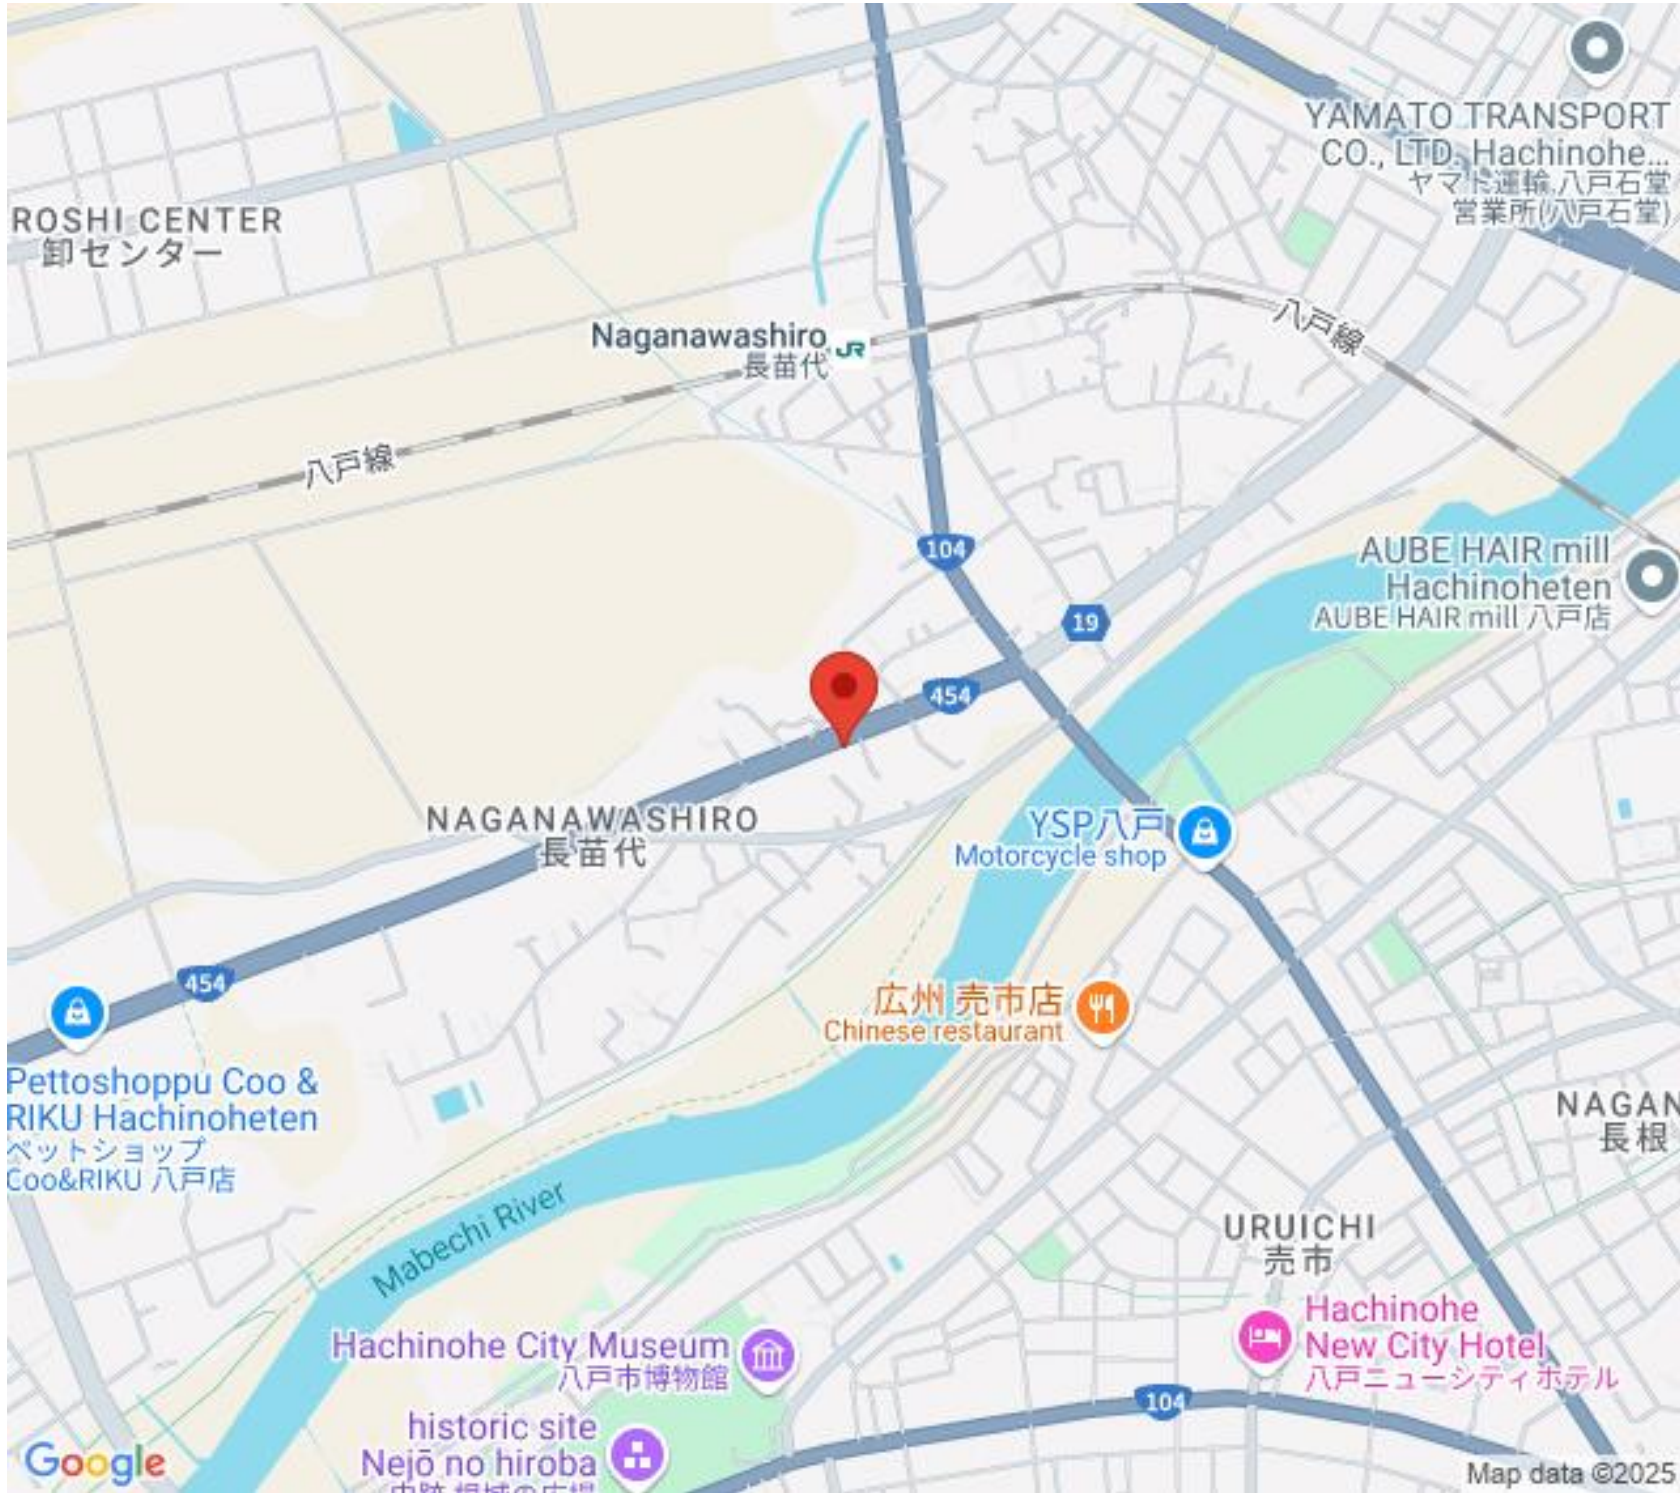 YAMATO TRANSPORT
CO., LTD. Hachinohe...
ヤマト運輸 八戸石堂
営業所(八戸石堂)
ROSHI CENTER
卸センター
Naganawashiro
長苗代
JR
八戸線
八戸線
104
AUBE HAIR mill
Hachinoheten
AUBE HAIR mill 八戸店
19
454
NAGANAWASHIRO
長苗代
YSP八戸
Motorcycle shop
454
広州 売市店
Chinese restaurant
Pettoshoppu Coo &
RIKU Hachinoheten
ペットショップ
Coo&RIKU 八戸店
NAGAN
長根
Mabechi River
URUICHI
売市
Hachinohe
New City Hotel
八戸ニューシティホテル
Hachinohe City Museum
八戸市博物館
104
historic site
Nejō no hiroba
Google
Map data ©2025